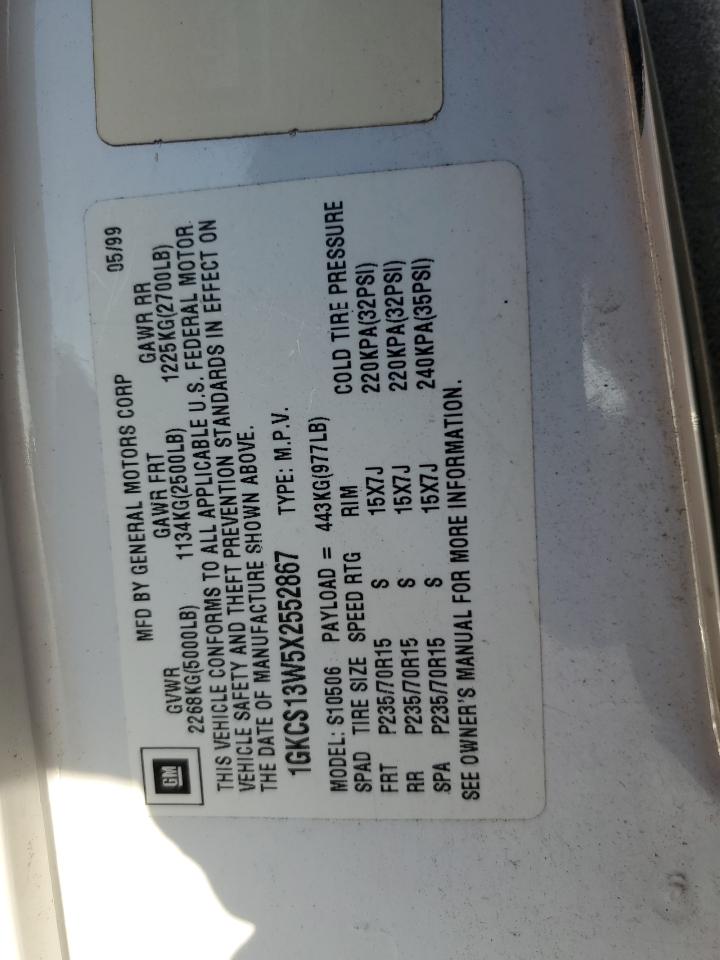 GM
MFD BY GENERAL MOTORS CORP 05/99
GVWR GAWR FRT GAWR RR
2268KG(5000LB) 1134KG(2500LB) 1225KG(2700LB)
THIS VEHICLE CONFORMS TO ALL APPLICABLE U.S. FEDERAL MOTOR
VEHICLE SAFETY AND THEFT PREVENTION STANDARDS IN EFFECT ON
THE DATE OF MANUFACTURE SHOWN ABOVE.
1GKCS13W5X2552867 TYPE: M.P.V.
MODEL: S10506 PAYLOAD = 443KG(977LB)
SPAD TIRE SIZE SPEED RTG RIM COLD TIRE PRESSURE
FRT P235/70R15 S 15X7J 220KPA(32PSI)
RR P235/70R15 S 15X7J 220KPA(32PSI)
SPA P235/70R15 S 15X7J 240KPA(35PSI)
SEE OWNER'S MANUAL FOR MORE INFORMATION.